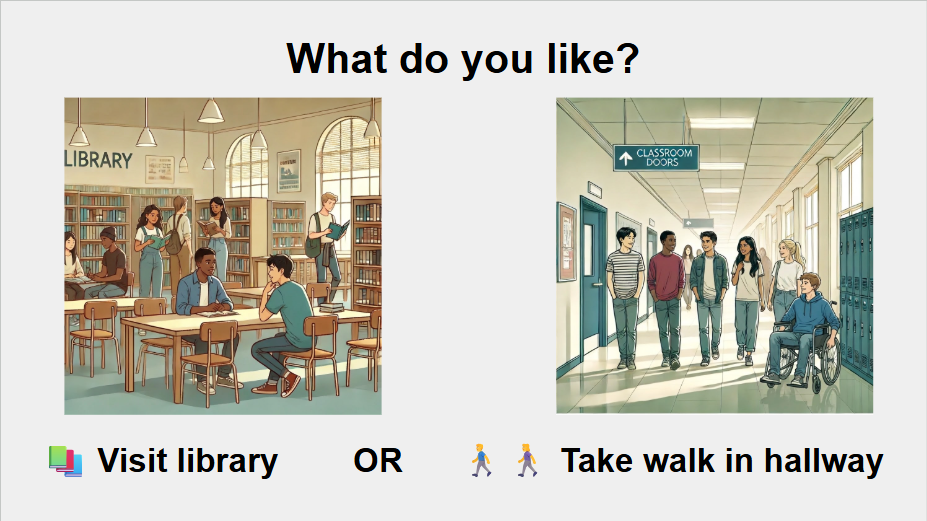 What do you like?
LIBRARY
CLASSROOM
DOORS
Visit library OR Take walk in hallway